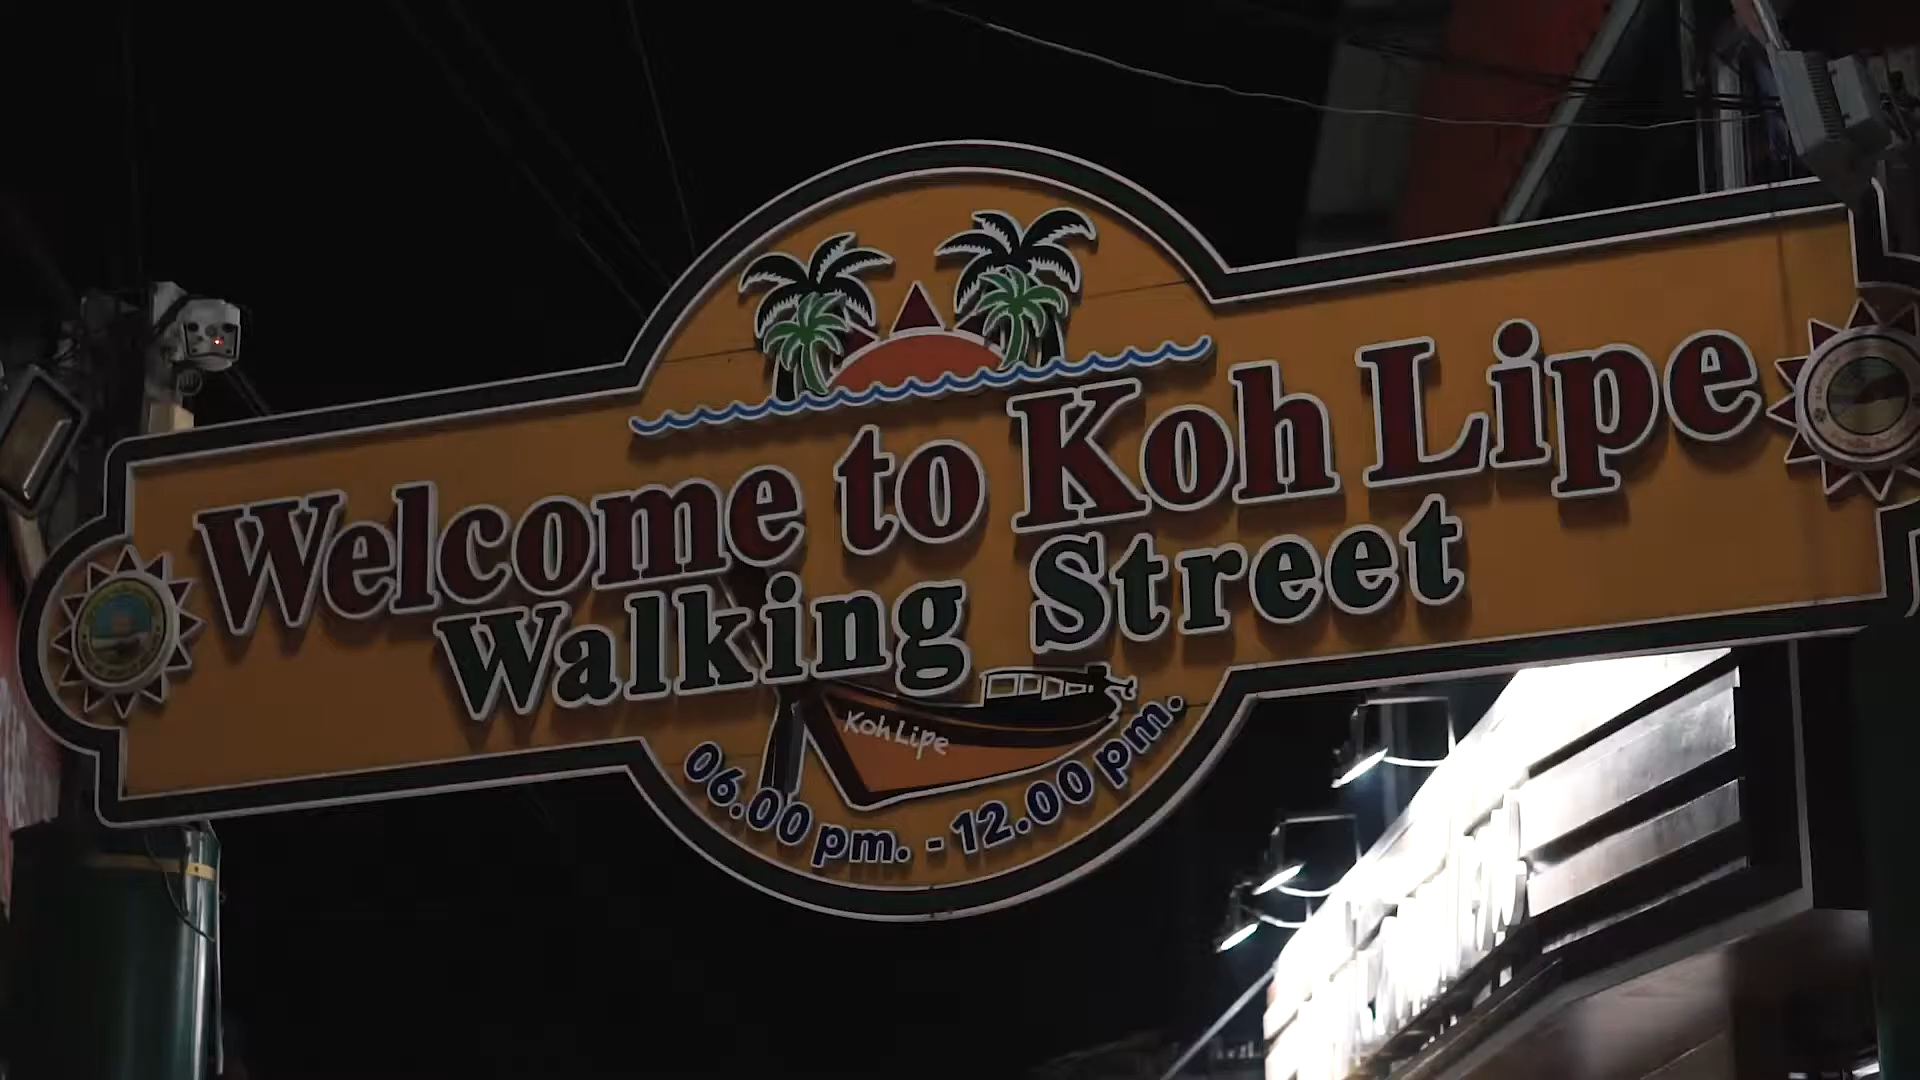 Welcome to Koh Lipe
Walking Street
Koh Lipe
06.00 pm. - 12.00 pm.